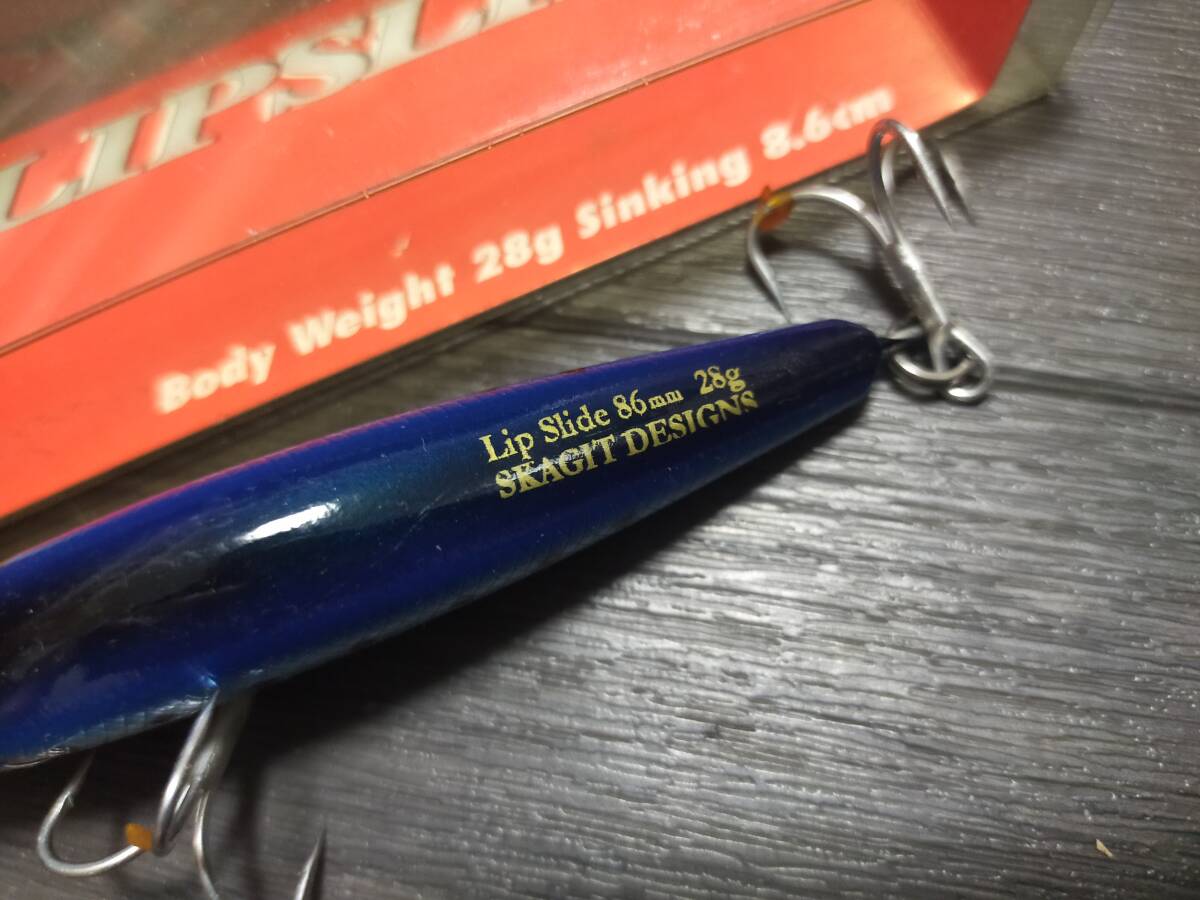 LIPSLI
Body Weight 28g Sinking 8.6cm
Lip Slide 86mm 28g
SKAGIT DESIGNS